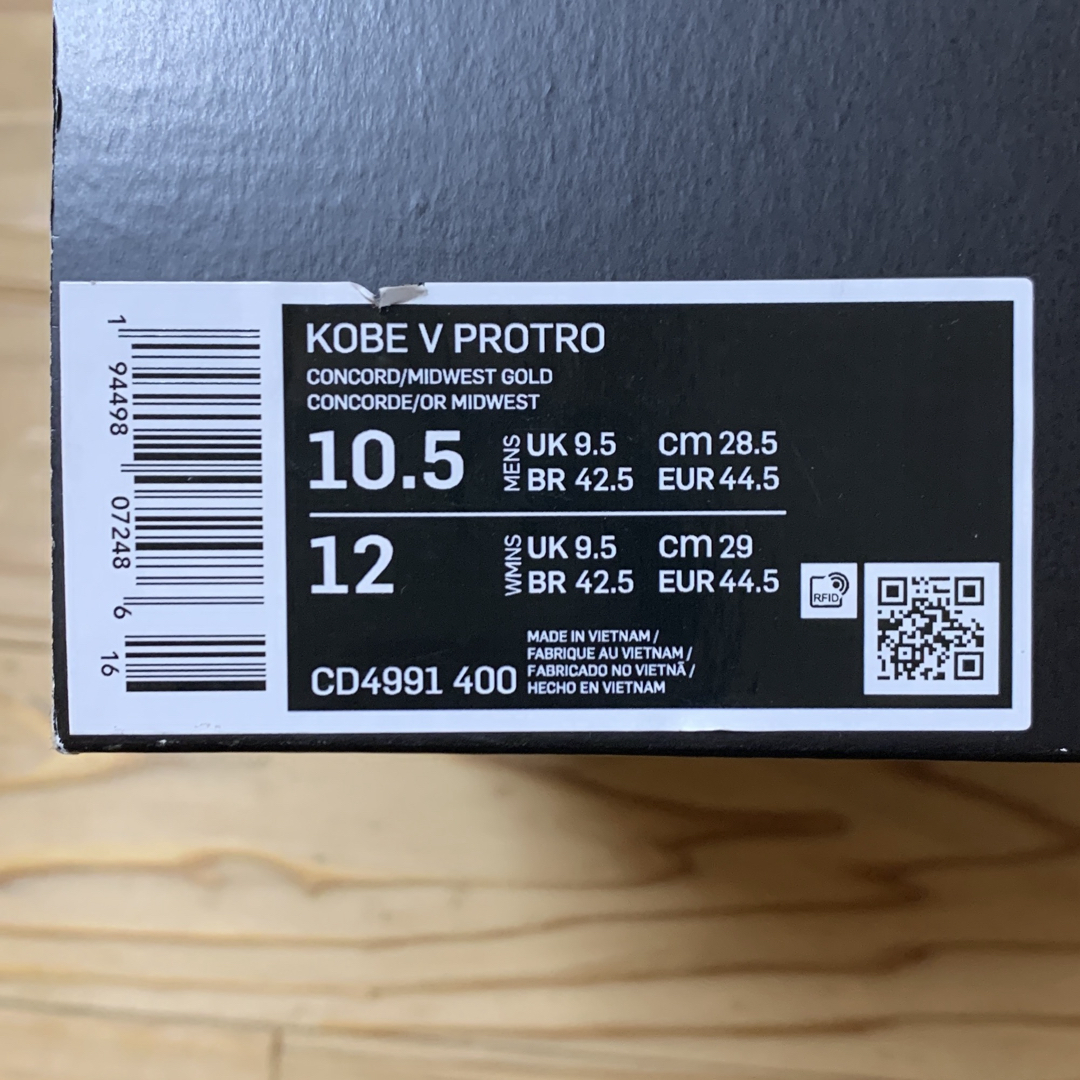 KOBE V PROTRO
CONCORD/MIDWEST GOLD
CONCORDE/OR MIDWEST
10.5 MENS UK 9.5 cm 28.5
BR 42.5 EUR 44.5
12 WMNS UK 9.5 cm 29
BR 42.5 EUR 44.5
RFID
CD4991 400
MADE IN VIETNAM /
FABRIQUE AU VIETNAM /
FABRICADO NO VIETNÃ /
HECHO EN VIETNAM
1 94498 07248 6 16